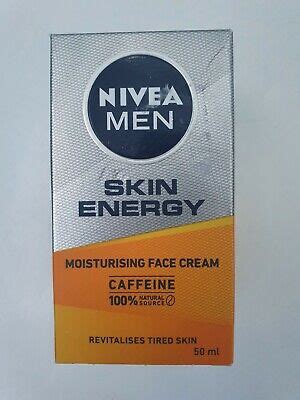 NIVEA
MEN
SKIN
ENERGY
MOISTURISING FACE CREAM
CAFFEINE
100% NATURAL
SOURCE
REVITALISES TIRED SKIN
50 ml